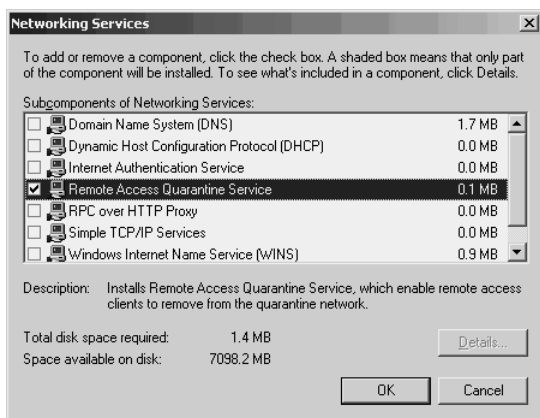 Networking Services
To add or remove a component, click the check box. A shaded box means that only part
of the component will be installed. To see what's included in a component, click Details.
Subcomponents of Networking Services:
Domain Name System (DNS) 1.7 MB
Dynamic Host Configuration Protocol (DHCP) 0.0 MB
Internet Authentication Service 0.0 MB
Remote Access Quarantine Service 0.1 MB
RPC over HTTP Proxy 0.0 MB
Simple TCP/IP Services 0.0 MB
Windows Internet Name Service (WINS) 0.9 MB
Description: Installs Remote Access Quarantine Service, which enable remote access
clients to remove from the quarantine network.
Total disk space required: 1.4 MB
Space available on disk: 7098.2 MB
Details...
OK Cancel